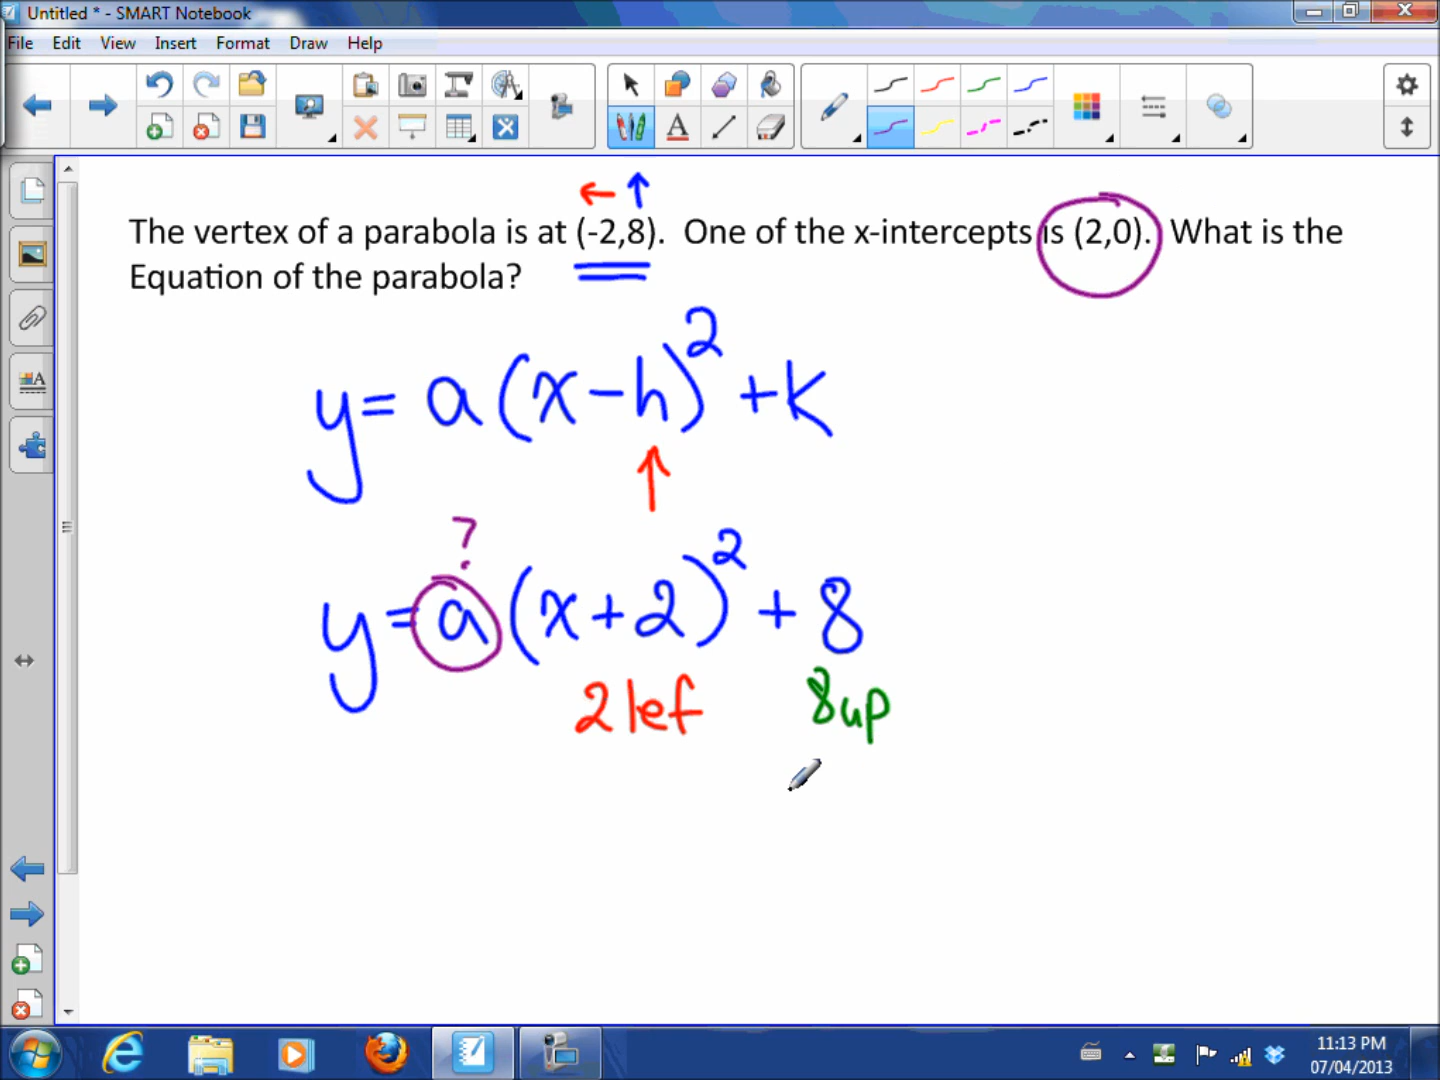 Untitled * - SMART Notebook
File Edit View Insert Format Draw Help
The vertex of a parabola is at (-2,8). One of the x-intercepts is (2,0). What is the
Equation of the parabola?
y= a(x-h)² +k
?
y=a(x+2)² + 8
2 lef 8up
11:13 PM
07/04/2013